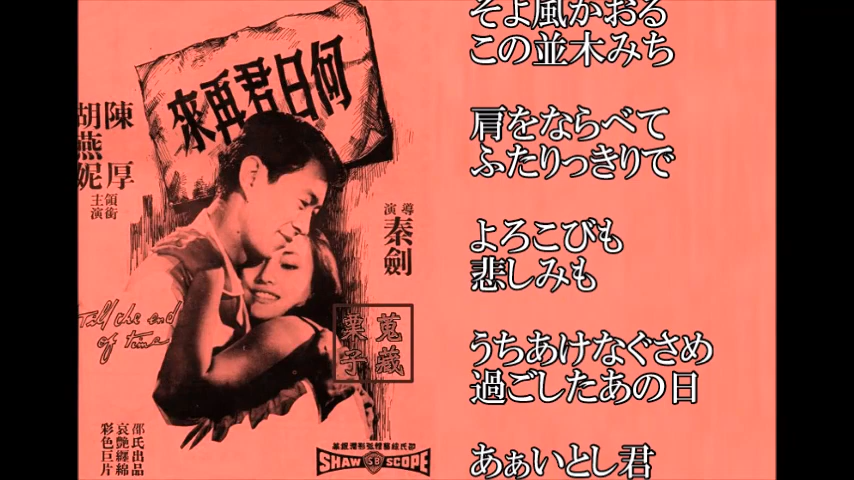 何日君再來
陳厚
胡燕妮
領銜
主演
導演
秦劍
Till the end
of time
蒐藏
栗子
邵氏出品
哀艷纏綿
彩色巨片
SHAW SB SCOPE
そよ風かおる
この並木みち
肩をならべて
ふたりっきりで
よろこびも
悲しみも
うちあけなぐさめ
過ごしたあの日
あぁいとし君